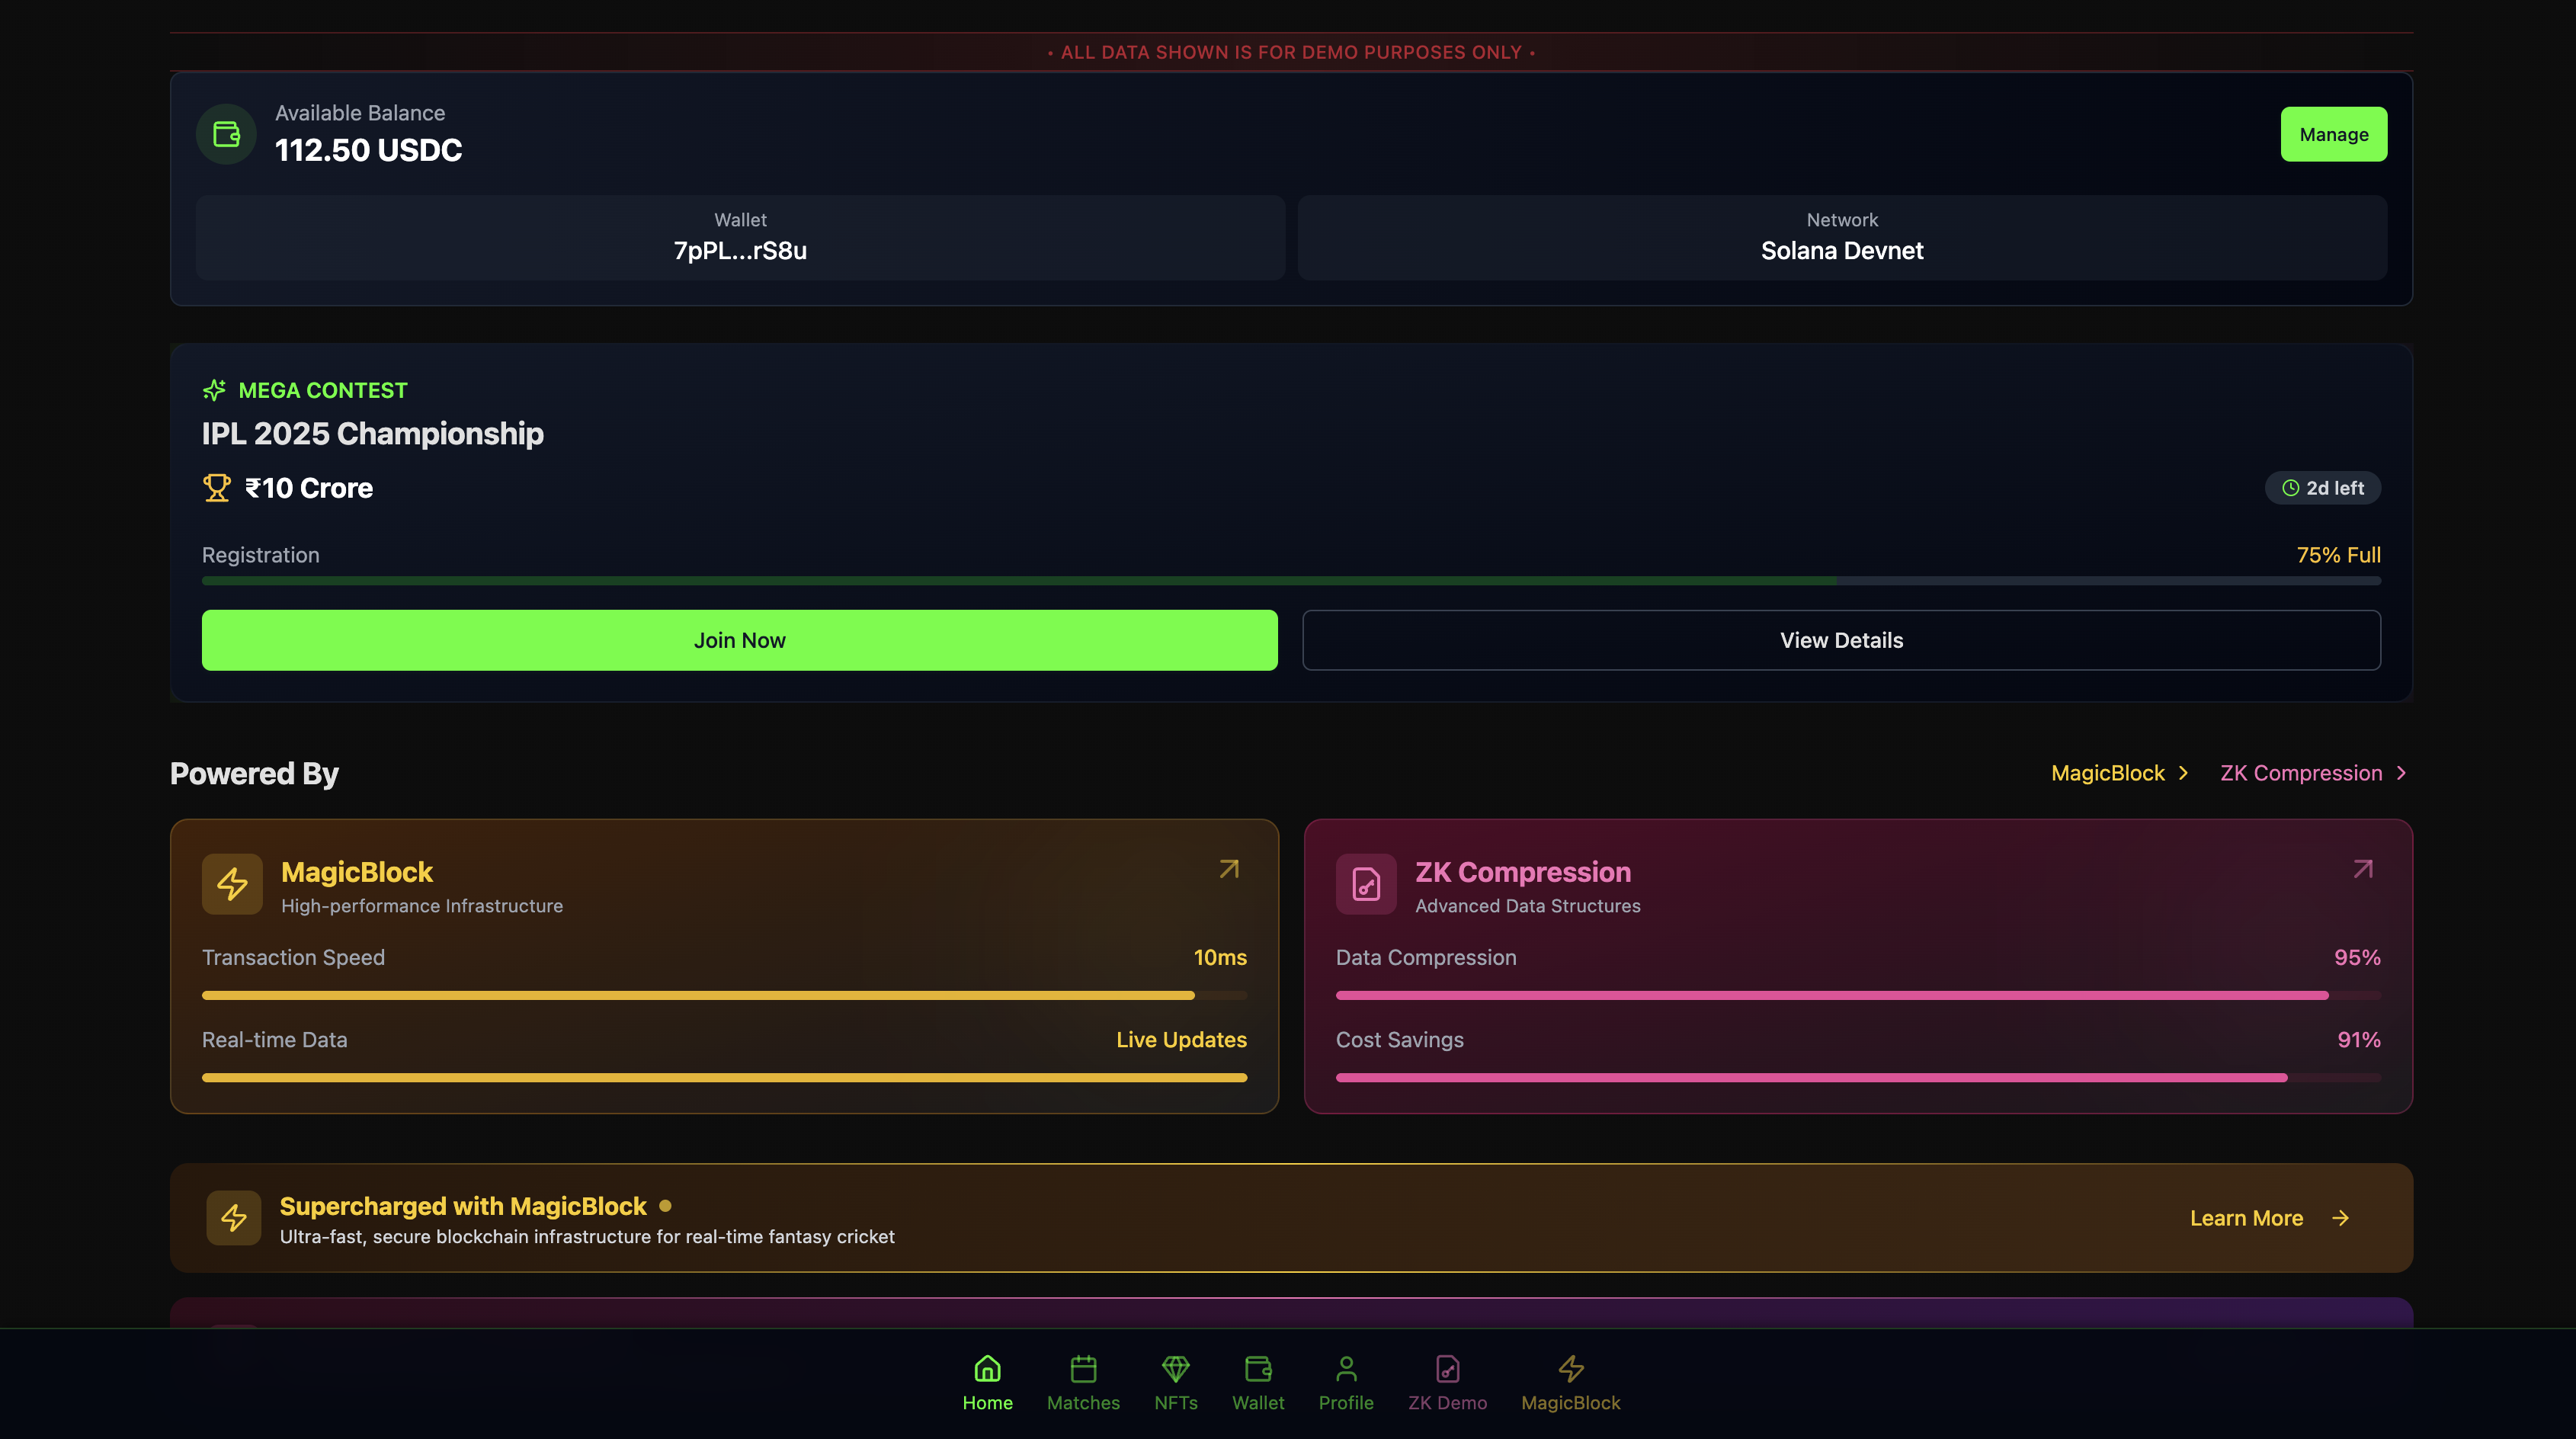 • ALL DATA SHOWN IS FOR DEMO PURPOSES ONLY •
Available Balance
112.50 USDC
Manage
Wallet
7pPL...rS8u
Network
Solana Devnet
MEGA CONTEST
IPL 2025 Championship
₹10 Crore
2d left
Registration
75% Full
Join Now
View Details
Powered By
MagicBlock
ZK Compression
MagicBlock
High-performance Infrastructure
Transaction Speed
10ms
Real-time Data
Live Updates
ZK Compression
Advanced Data Structures
Data Compression
95%
Cost Savings
91%
Supercharged with MagicBlock
Ultra-fast, secure blockchain infrastructure for real-time fantasy cricket
Learn More
Home
Matches
NFTs
Wallet
Profile
ZK Demo
MagicBlock